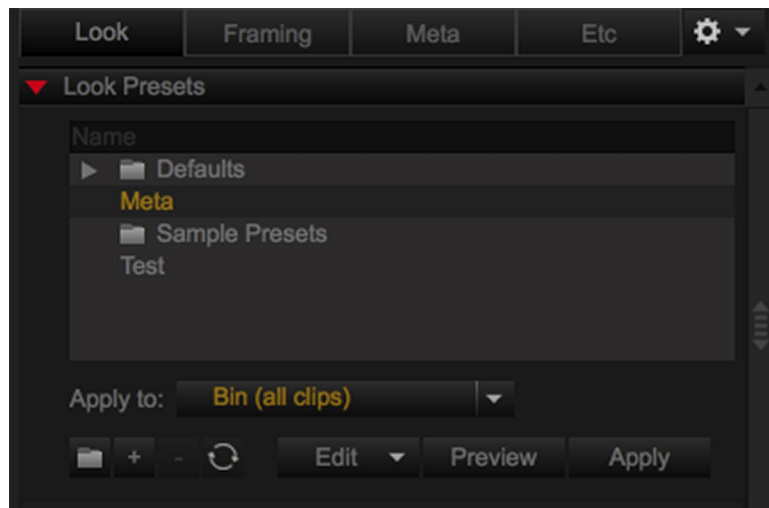 Look Framing Meta Etc
Look Presets
Name
Defaults
Meta
Sample Presets
Test
Apply to: Bin (all clips)
+ - Edit Preview Apply